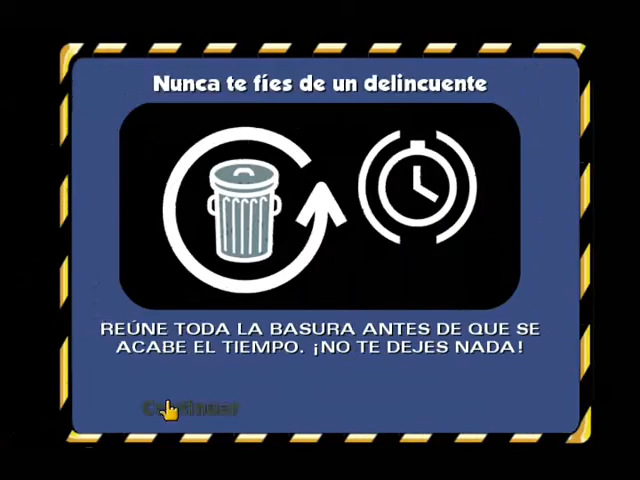 Nunca te fíes de un delincuente
REÚNE TODA LA BASURA ANTES DE QUE SE
ACABE EL TIEMPO. ¡NO TE DEJES NADA!
Continuar